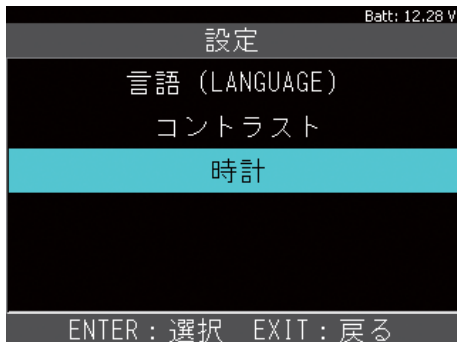 Batt: 12.28 V
設定
言語 (LANGUAGE)
コントラスト
時計
ENTER：選択　EXIT：戻る